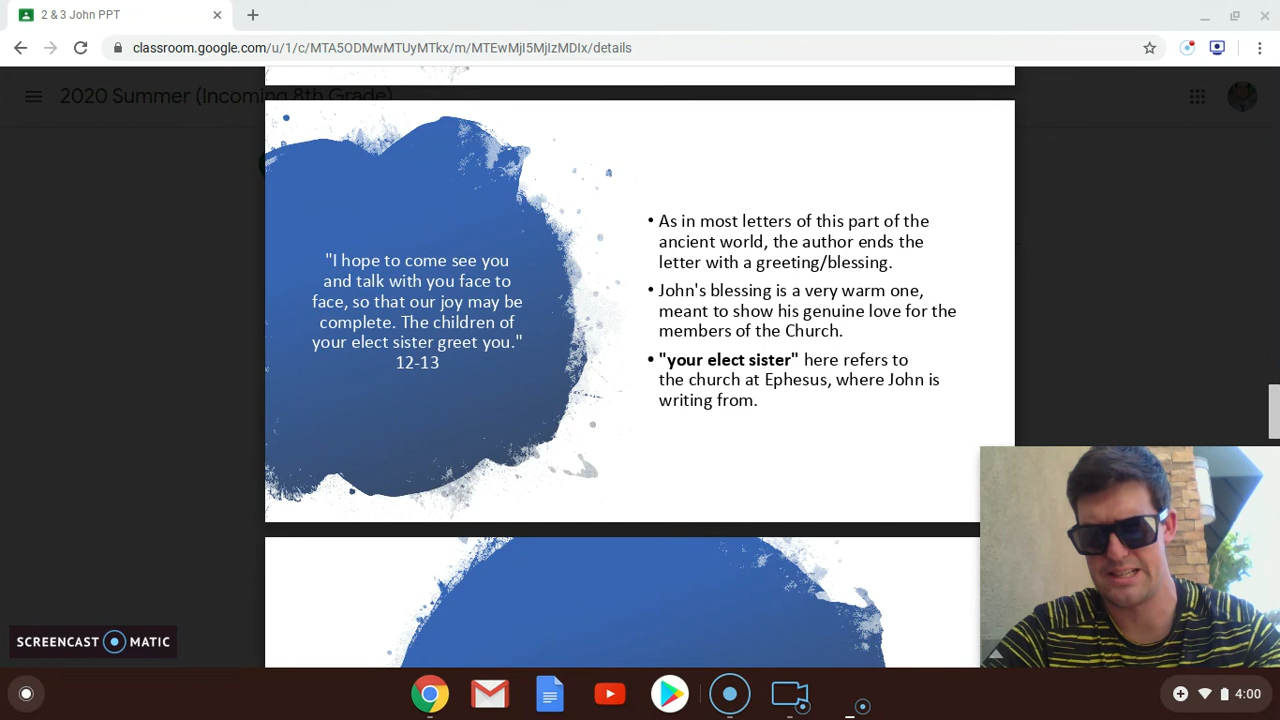 2 & 3 John PPT
classroom.google.com/u/1/c/MTA5ODMwMTUyMTkx/m/MTEwMjI5MjIzMDIx/details
2020 Summer (Incoming 8th Grade)
"I hope to come see you
and talk with you face to
face, so that our joy may be
complete. The children of
your elect sister greet you."
12-13
• As in most letters of this part of the
ancient world, the author ends the
letter with a greeting/blessing.
• John's blessing is a very warm one,
meant to show his genuine love for the
members of the Church.
• "your elect sister" here refers to
the church at Ephesus, where John is
writing from.
SCREENCAST MATIC
4:00